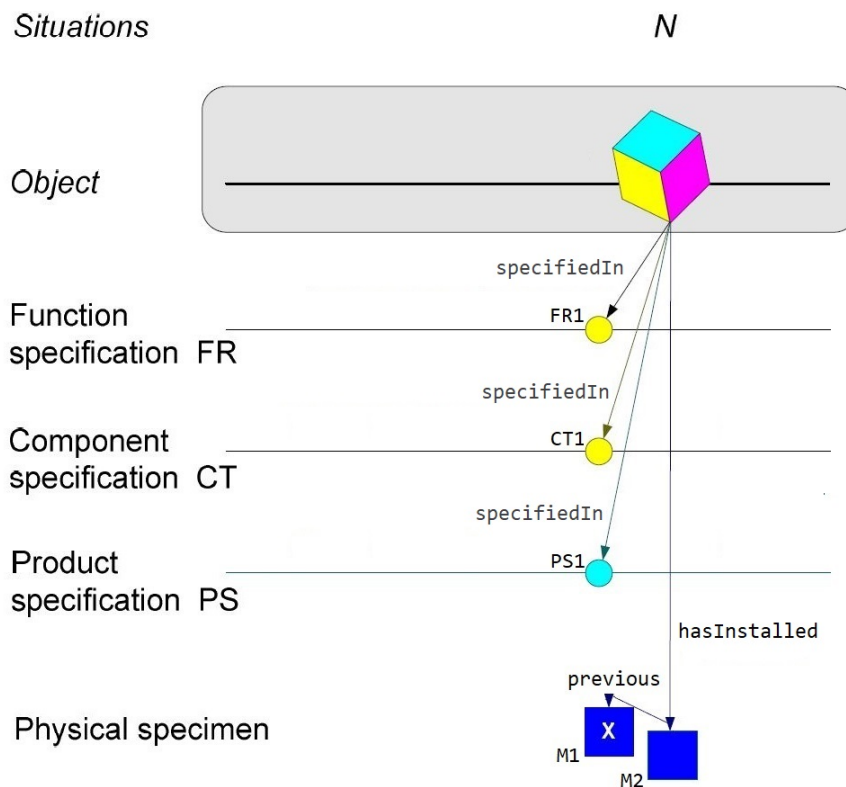 Situations N
Object
specifiedIn
Function
specification FR
FR1
specifiedIn
Component
specification CT
CT1
specifiedIn
Product
specification PS
PS1
hasInstalled
previous
Physical specimen
X
M1
M2